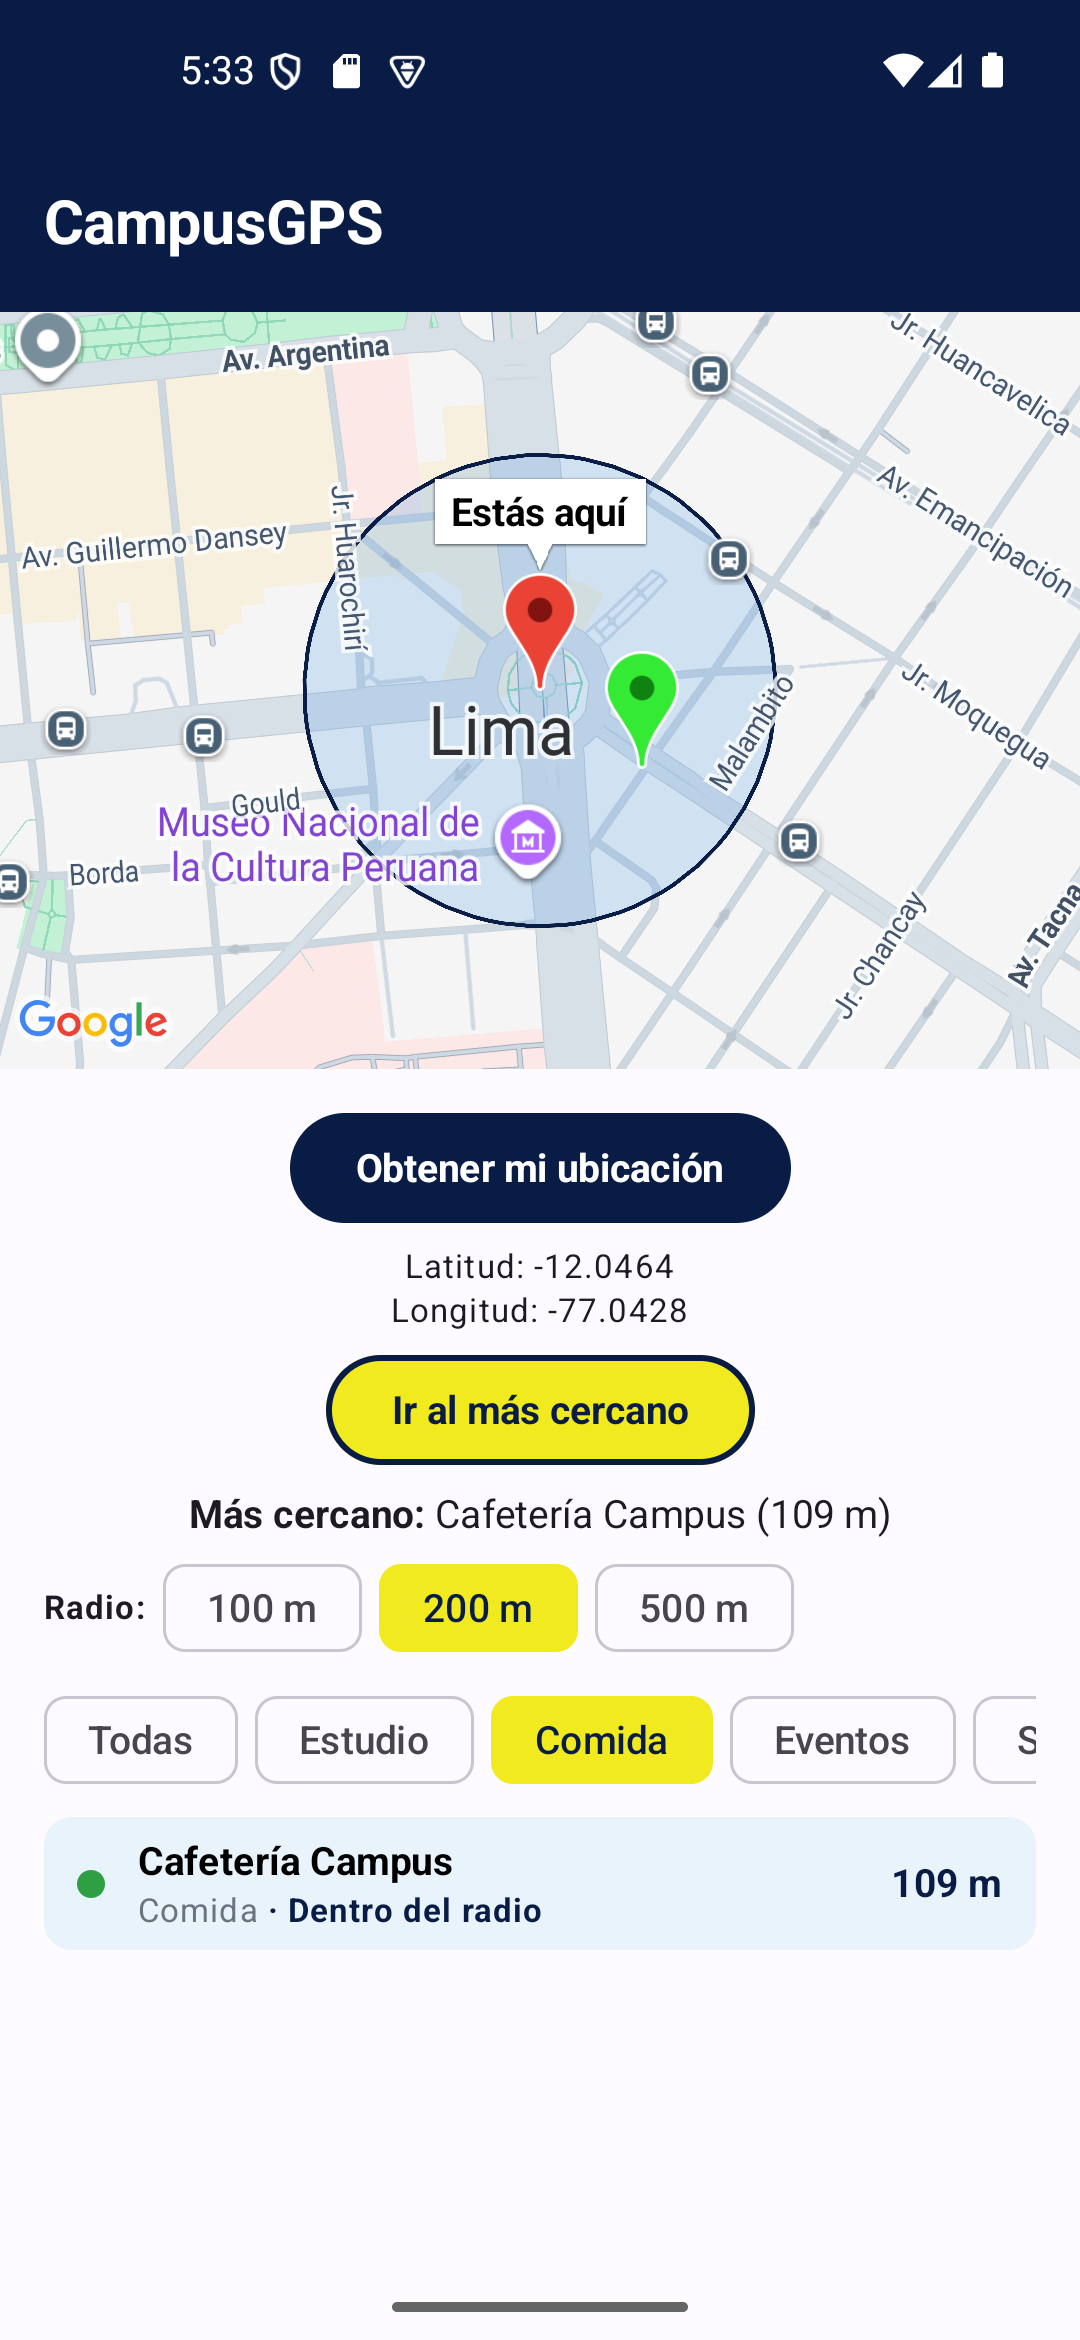 5:33
CampusGPS
Av. Argentina
Jr. Huancavelica
Av. Emancipación
Av. Guillermo Dansey
Jr. Huarochirí
Estás aquí
Jr. Moquegua
Malambito
Lima
Gould
Museo Nacional de
la Cultura Peruana
Borda
Jr. Chancay
Av. Tacna
Google
Obtener mi ubicación
Latitud: -12.0464
Longitud: -77.0428
Ir al más cercano
Más cercano: Cafetería Campus (109 m)
Radio: 100 m 200 m 500 m
Todas Estudio Comida Eventos S
Cafetería Campus
Comida · Dentro del radio
109 m